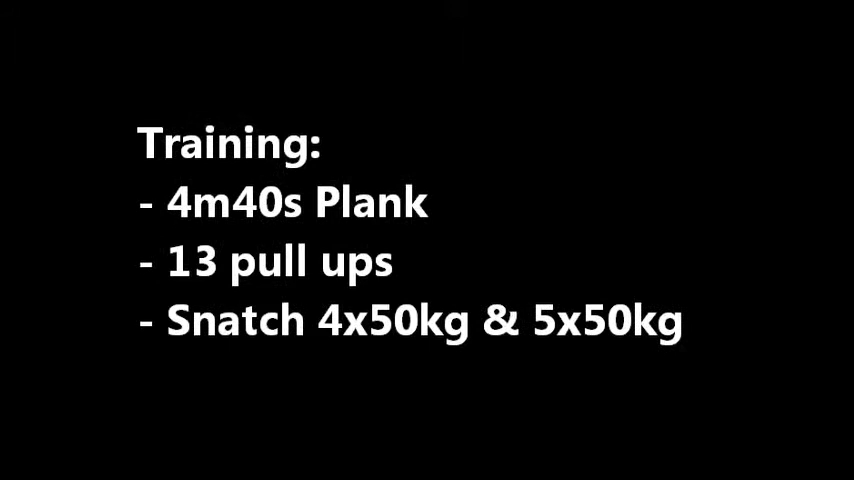 Training:
- 4m40s Plank
- 13 pull ups
- Snatch 4x50kg & 5x50kg